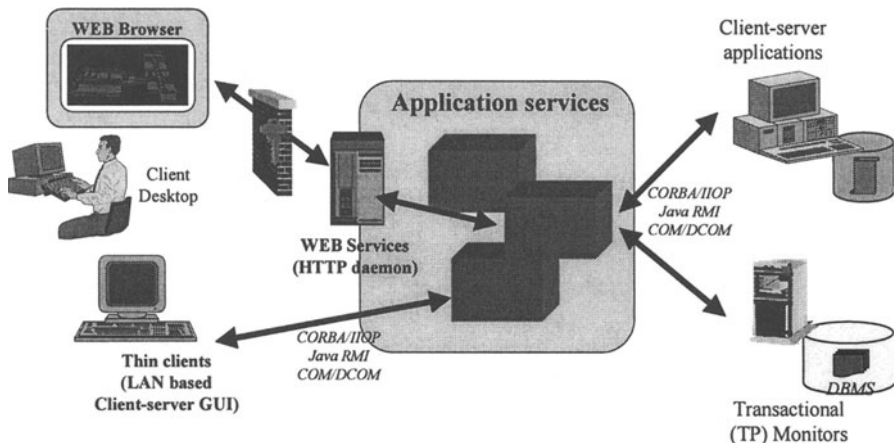 WEB Browser
Client
Desktop
Application services
WEB Services
(HTTP daemon)
Client-server
applications
CORBA/IIOP
Java RMI
COM/DCOM
Thin clients
(LAN based
Client-server GUI)
CORBA/IIOP
Java RMI
COM/DCOM
DBMS
Transactional
(TP) Monitors